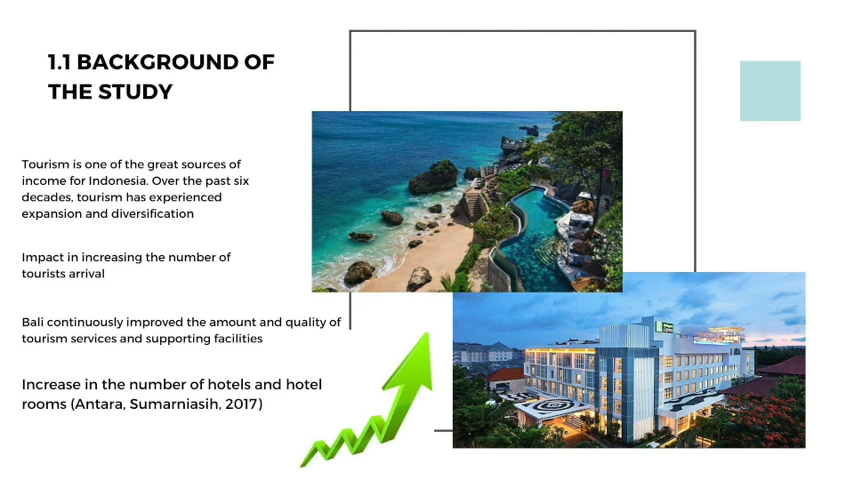 1.1 BACKGROUND OF
THE STUDY
Tourism is one of the great sources of
income for Indonesia. Over the past six
decades, tourism has experienced
expansion and diversification
Impact in increasing the number of
tourists arrival
Bali continuously improved the amount and quality of
tourism services and supporting facilities
Increase in the number of hotels and hotel
rooms (Antara, Sumarniasih, 2017)